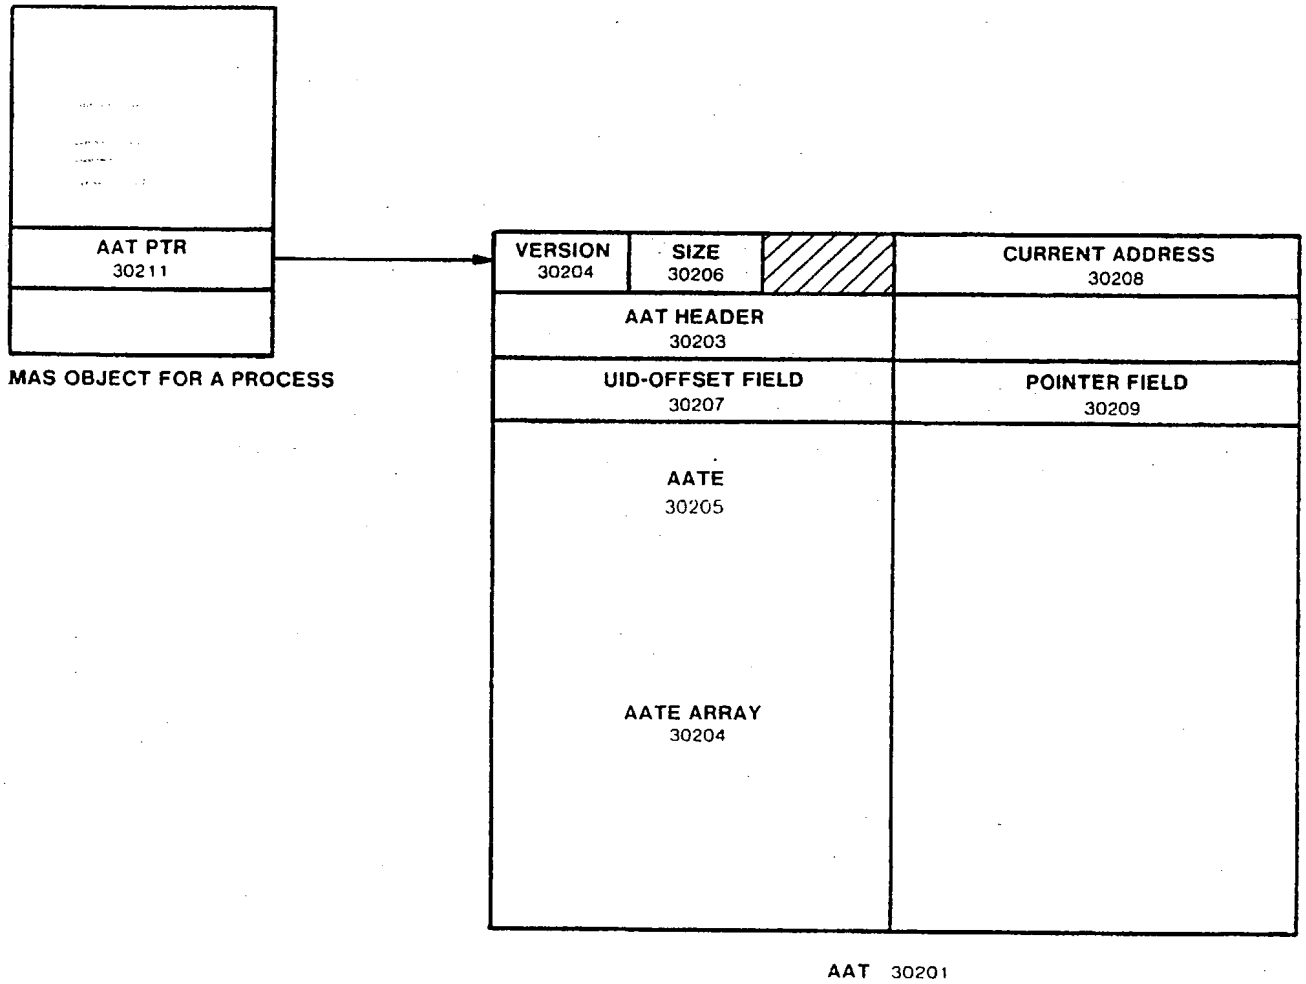 AAT PTR
30211
MAS OBJECT FOR A PROCESS
VERSION
30204
SIZE
30206
CURRENT ADDRESS
30208
AAT HEADER
30203
UID-OFFSET FIELD
30207
POINTER FIELD
30209
AATE
30205
AATE ARRAY
30204
AAT 30201